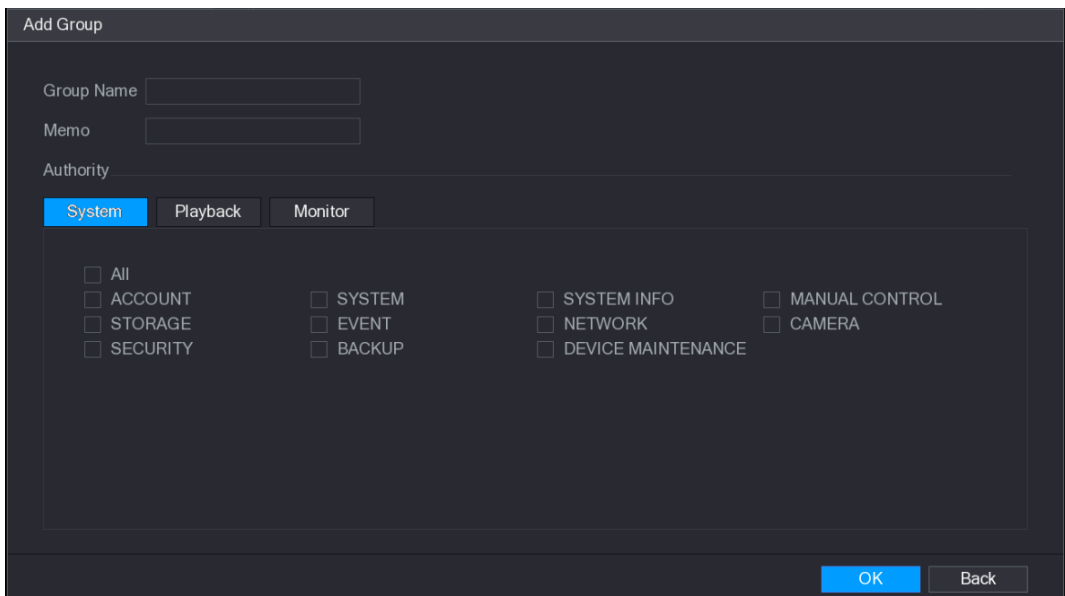 Add Group
Group Name
Memo
Authority
System Playback Monitor
All
ACCOUNT SYSTEM SYSTEM INFO MANUAL CONTROL
STORAGE EVENT NETWORK CAMERA
SECURITY BACKUP DEVICE MAINTENANCE
OK Back